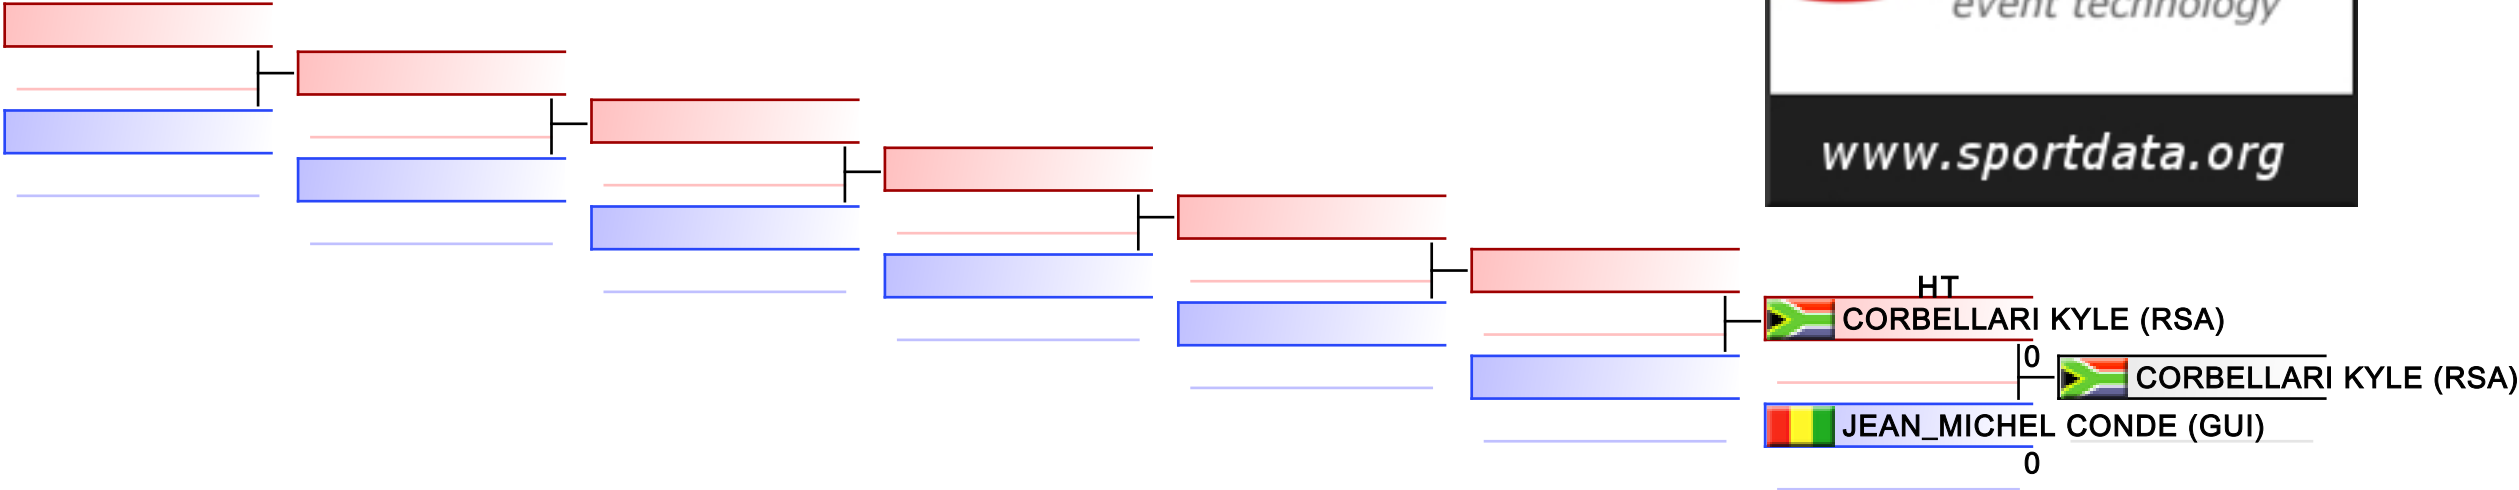 event technology
www.sportdata.org
HT
CORBELLARI KYLE (RSA)
0
CORBELLARI KYLE (RSA)
JEAN_MICHEL CONDE (GUI)
0